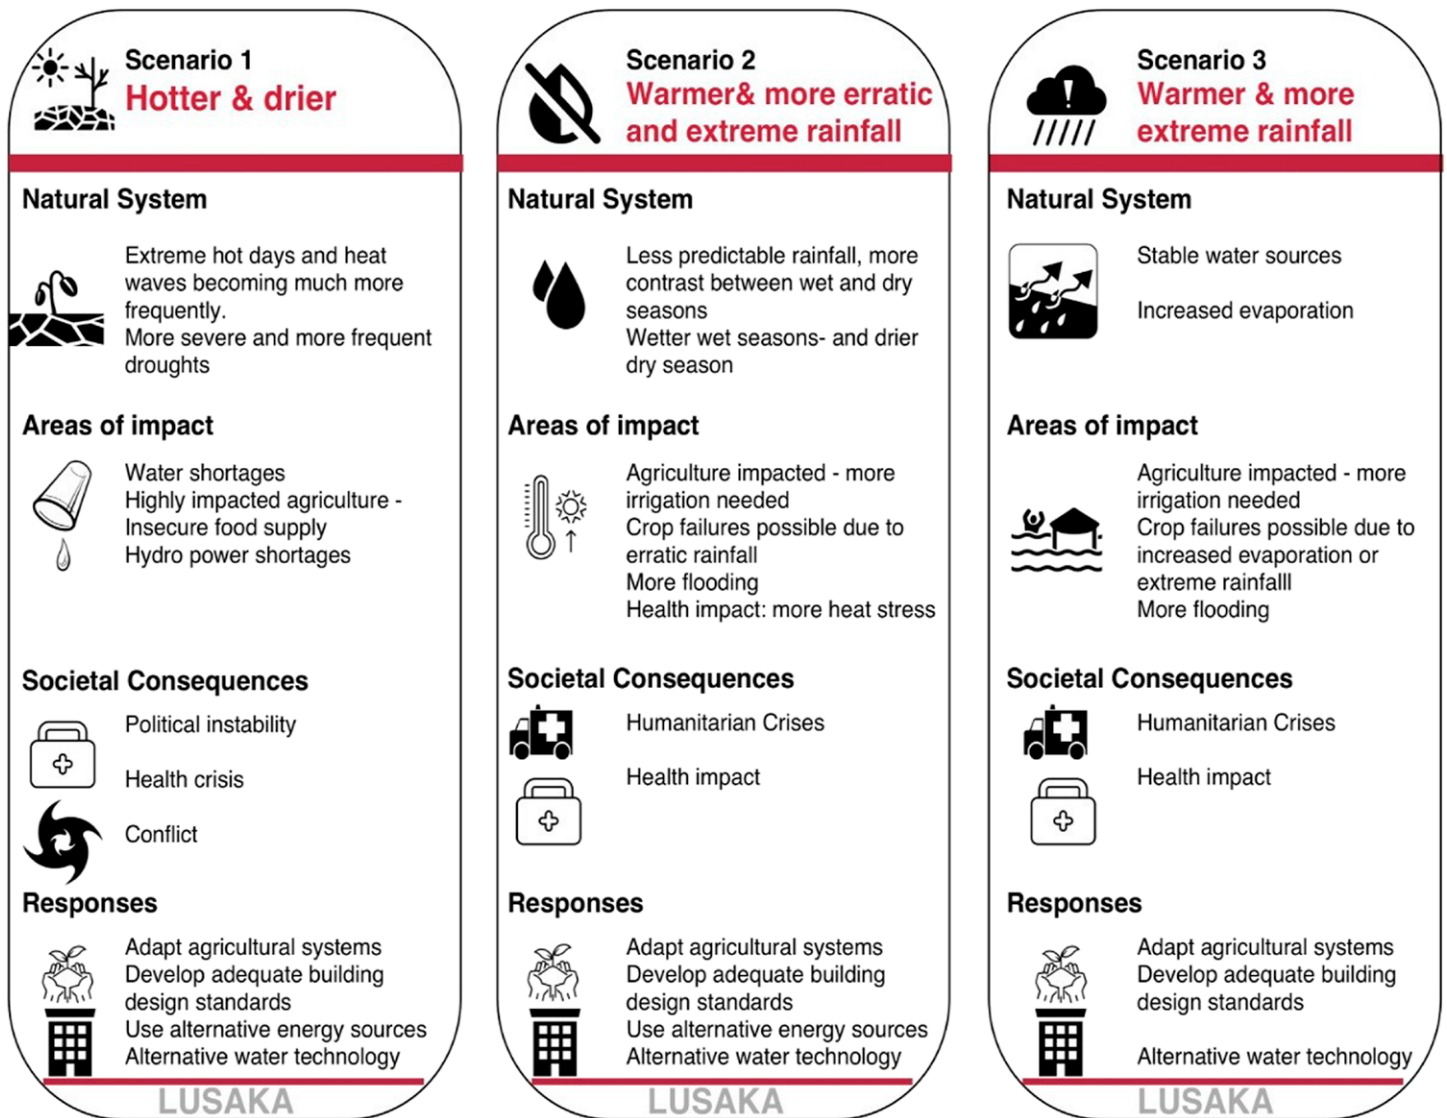 Scenario 1
Hotter & drier
Natural System
Extreme hot days and heat
waves becoming much more
frequently.
More severe and more frequent
droughts
Areas of impact
Water shortages
Highly impacted agriculture -
Insecure food supply
Hydro power shortages
Societal Consequences
Political instability
Health crisis
Conflict
Responses
Adapt agricultural systems
Develop adequate building
design standards
Use alternative energy sources
Alternative water technology
LUSAKA
Scenario 2
Warmer& more erratic
and extreme rainfall
Natural System
Less predictable rainfall, more
contrast between wet and dry
seasons
Wetter wet seasons- and drier
dry season
Areas of impact
Agriculture impacted - more
irrigation needed
Crop failures possible due to
erratic rainfall
More flooding
Health impact: more heat stress
Societal Consequences
Humanitarian Crises
Health impact
Responses
Adapt agricultural systems
Develop adequate building
design standards
Use alternative energy sources
Alternative water technology
LUSAKA
Scenario 3
Warmer & more
extreme rainfall
Natural System
Stable water sources
Increased evaporation
Areas of impact
Agriculture impacted - more
irrigation needed
Crop failures possible due to
increased evaporation or
extreme rainfalll
More flooding
Societal Consequences
Humanitarian Crises
Health impact
Responses
Adapt agricultural systems
Develop adequate building
design standards
Alternative water technology
LUSAKA